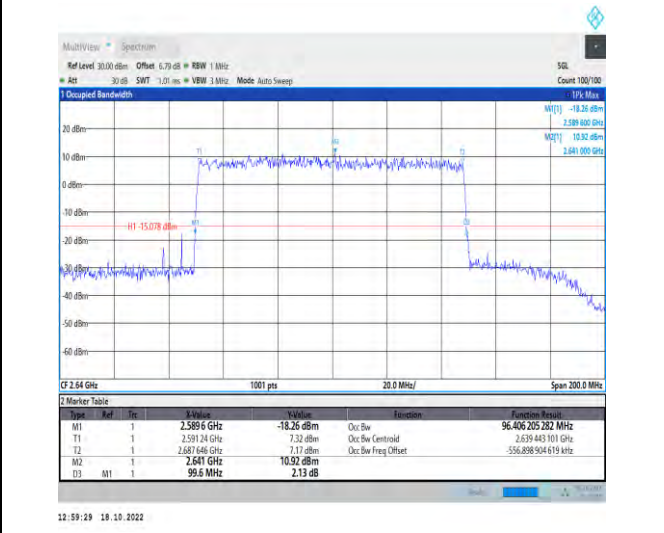 MultiView Spectrum
Ref Level 30.00 dBm Offset 6.79 dB RBW 1 MHz SGL
Att 30 dB SWT 1.01 ms VBW 3 MHz Mode Auto Sweep Count 100/100
1 Occupied Bandwidth 1Pk Max
M1[1] -18.26 dBm
2.589 600 GHz
M2[1] 10.92 dBm
2.641 000 GHz
20 dBm
M2
T1 T2
10 dBm
0 dBm
-10 dBm
H1 -15.078 dBm M1 D3
-20 dBm
-30 dBm
-40 dBm
-50 dBm
-60 dBm
CF 2.64 GHz 1001 pts 20.0 MHz/ Span 200.0 MHz
2 Marker Table
Type Ref Trc X-Value Y-Value Function Function Result
M1 1 2.5896 GHz -18.26 dBm Occ Bw 96.406 205 282 MHz
T1 1 2.591 24 GHz 7.32 dBm Occ Bw Centroid 2.639 443 101 GHz
T2 1 2.687 646 GHz 7.17 dBm Occ Bw Freq Offset -556.898 904 619 kHz
M2 1 2.641 GHz 10.92 dBm
D3 M1 1 99.6 MHz 2.13 dB
12:59:29 18.10.2022